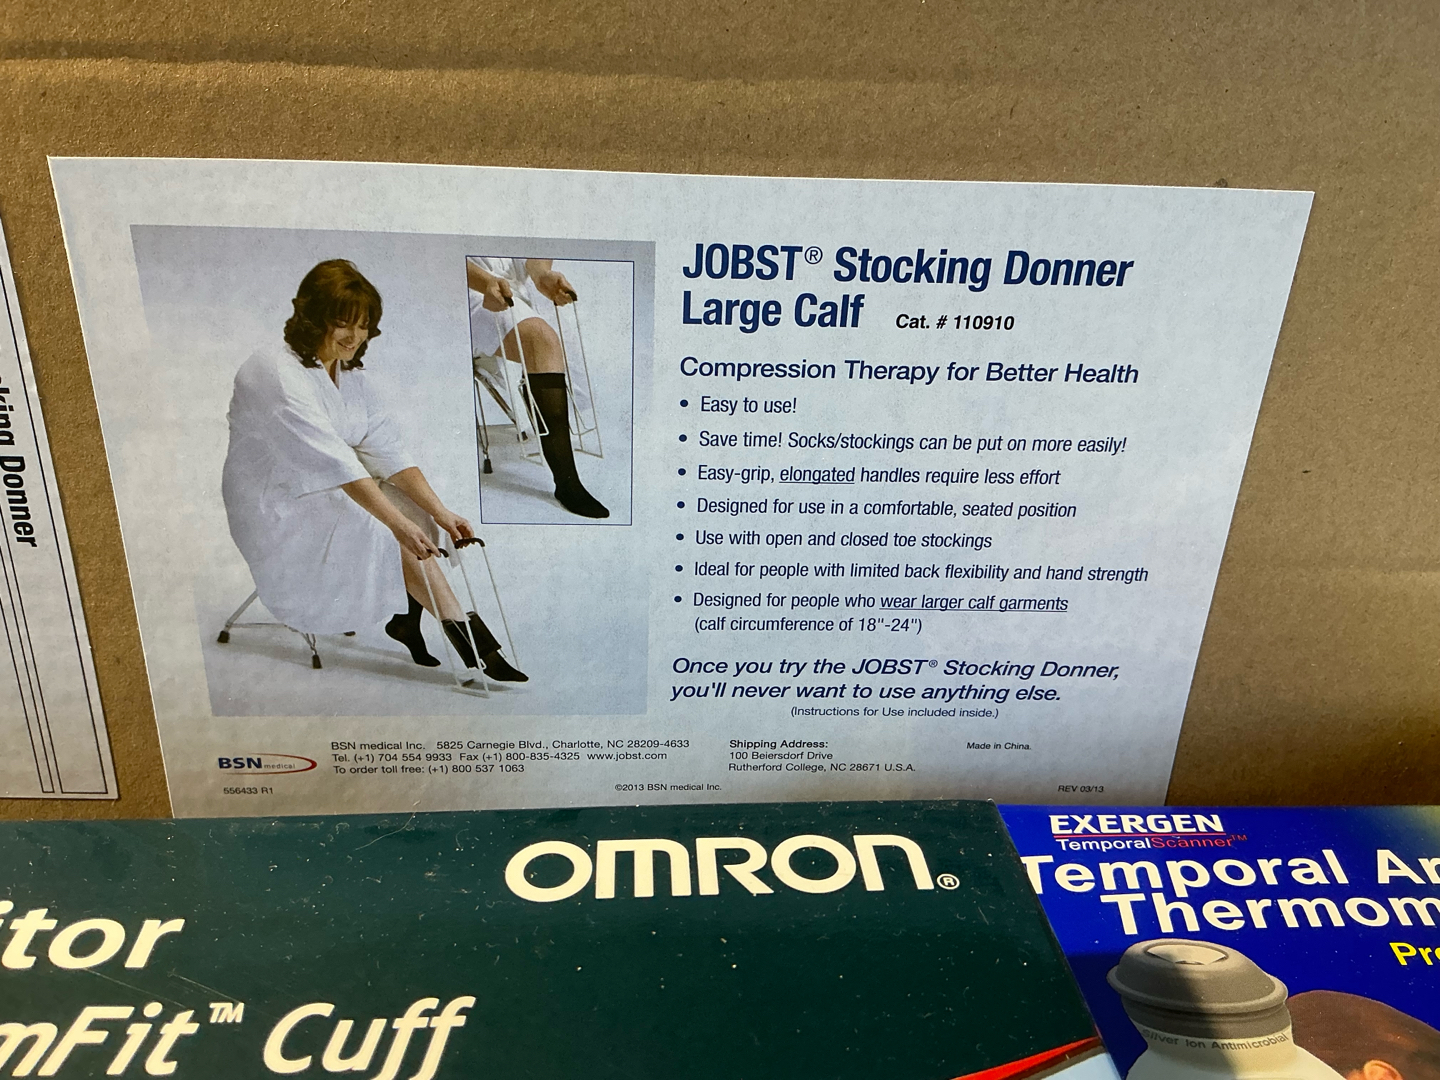 Donner
JOBST® Stocking Donner
Large Calf Cat. # 110910
Compression Therapy for Better Health
• Easy to use!
• Save time! Socks/stockings can be put on more easily!
• Easy-grip, elongated handles require less effort
• Designed for use in a comfortable, seated position
• Use with open and closed toe stockings
• Ideal for people with limited back flexibility and hand strength
• Designed for people who wear larger calf garments
(calf circumference of 18"-24")
Once you try the JOBST® Stocking Donner,
you'll never want to use anything else.
(Instructions for Use included inside.)
BSN medical
BSN medical Inc. 5825 Carnegie Blvd., Charlotte, NC 28209-4633
Tel. (+1) 704 554 9933 Fax (+1) 800-835-4325 www.jobst.com
To order toll free: (+1) 800 537 1063
Shipping Address:
100 Beiersdorf Drive
Rutherford College, NC 28671 U.S.A.
Made in China.
556433 R1
©2013 BSN medical Inc.
REV 03/13
OMRON®
itor
mFit™ Cuff
EXERGEN
TemporalScanner™
Temporal Ar
Thermom
Pr
Silver Ion Antimicrobial